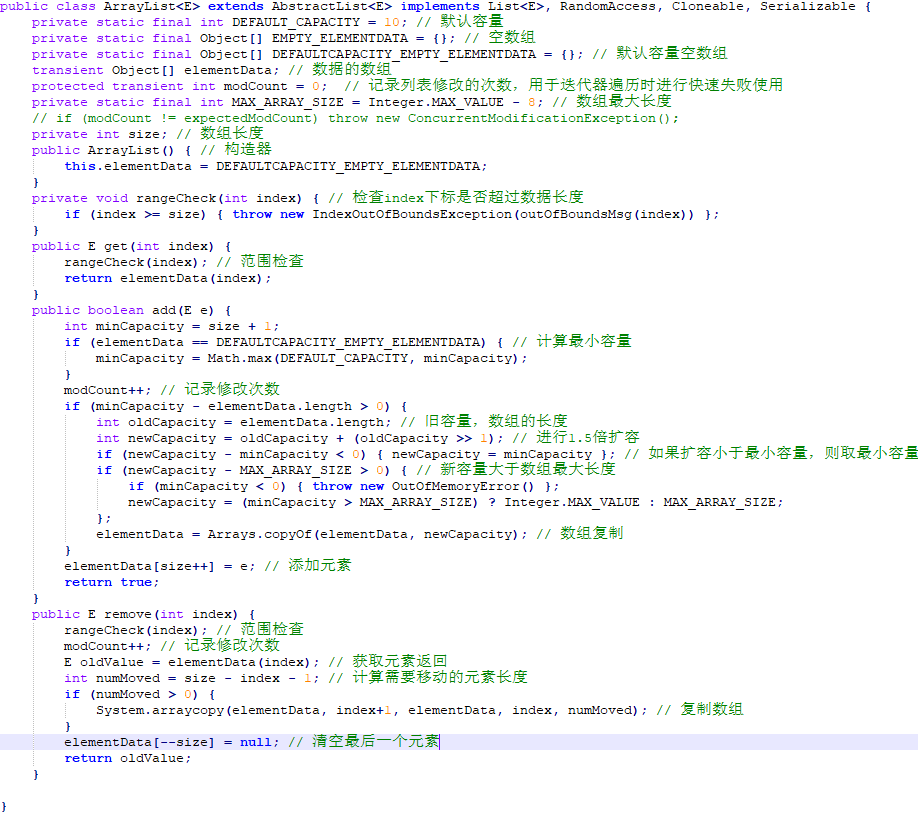 public class ArrayList<E> extends AbstractList<E> implements List<E>, RandomAccess, Cloneable, Serializable {
    private static final int DEFAULT_CAPACITY = 10; // 默认容量
    private static final Object[] EMPTY_ELEMENTDATA = {}; // 空数组
    private static final Object[] DEFAULTCAPACITY_EMPTY_ELEMENTDATA = {}; // 默认容量空数组
    transient Object[] elementData; // 数据的数组
    protected transient int modCount = 0;  // 记录列表修改的次数，用于迭代器遍历时进行快速失败使用
    private static final int MAX_ARRAY_SIZE = Integer.MAX_VALUE - 8; // 数组最大长度
    // if (modCount != expectedModCount) throw new ConcurrentModificationException();
    private int size; // 数组长度
    public ArrayList() { // 构造器
        this.elementData = DEFAULTCAPACITY_EMPTY_ELEMENTDATA;
    }
    private void rangeCheck(int index) { // 检查index下标是否超过数据长度
        if (index >= size) { throw new IndexOutOfBoundsException(outOfBoundsMsg(index)) };
    }
    public E get(int index) {
        rangeCheck(index); // 范围检查
        return elementData(index);
    }
    public boolean add(E e) {
        int minCapacity = size + 1;
        if (elementData == DEFAULTCAPACITY_EMPTY_ELEMENTDATA) { // 计算最小容量
            minCapacity = Math.max(DEFAULT_CAPACITY, minCapacity);
        }
        modCount++; // 记录修改次数
        if (minCapacity - elementData.length > 0) {
            int oldCapacity = elementData.length; // 旧容量，数组的长度
            int newCapacity = oldCapacity + (oldCapacity >> 1); // 进行1.5倍扩容
            if (newCapacity - minCapacity < 0) { newCapacity = minCapacity }; // 如果扩容小于最小容量，则取最小容量
            if (newCapacity - MAX_ARRAY_SIZE > 0) { // 新容量大于数组最大长度
                if (minCapacity < 0) { throw new OutOfMemoryError() };
                newCapacity = (minCapacity > MAX_ARRAY_SIZE) ? Integer.MAX_VALUE : MAX_ARRAY_SIZE;
            };
            elementData = Arrays.copyOf(elementData, newCapacity); // 数组复制
        }
        elementData[size++] = e; // 添加元素
        return true;
    }
    public E remove(int index) {
        rangeCheck(index); // 范围检查
        modCount++; // 记录修改次数
        E oldValue = elementData(index); // 获取元素返回
        int numMoved = size - index - 1; // 计算需要移动的元素长度
        if (numMoved > 0) {
            System.arraycopy(elementData, index+1, elementData, index, numMoved); // 复制数组
        }
        elementData[--size] = null; // 清空最后一个元素
        return oldValue;
    }
}